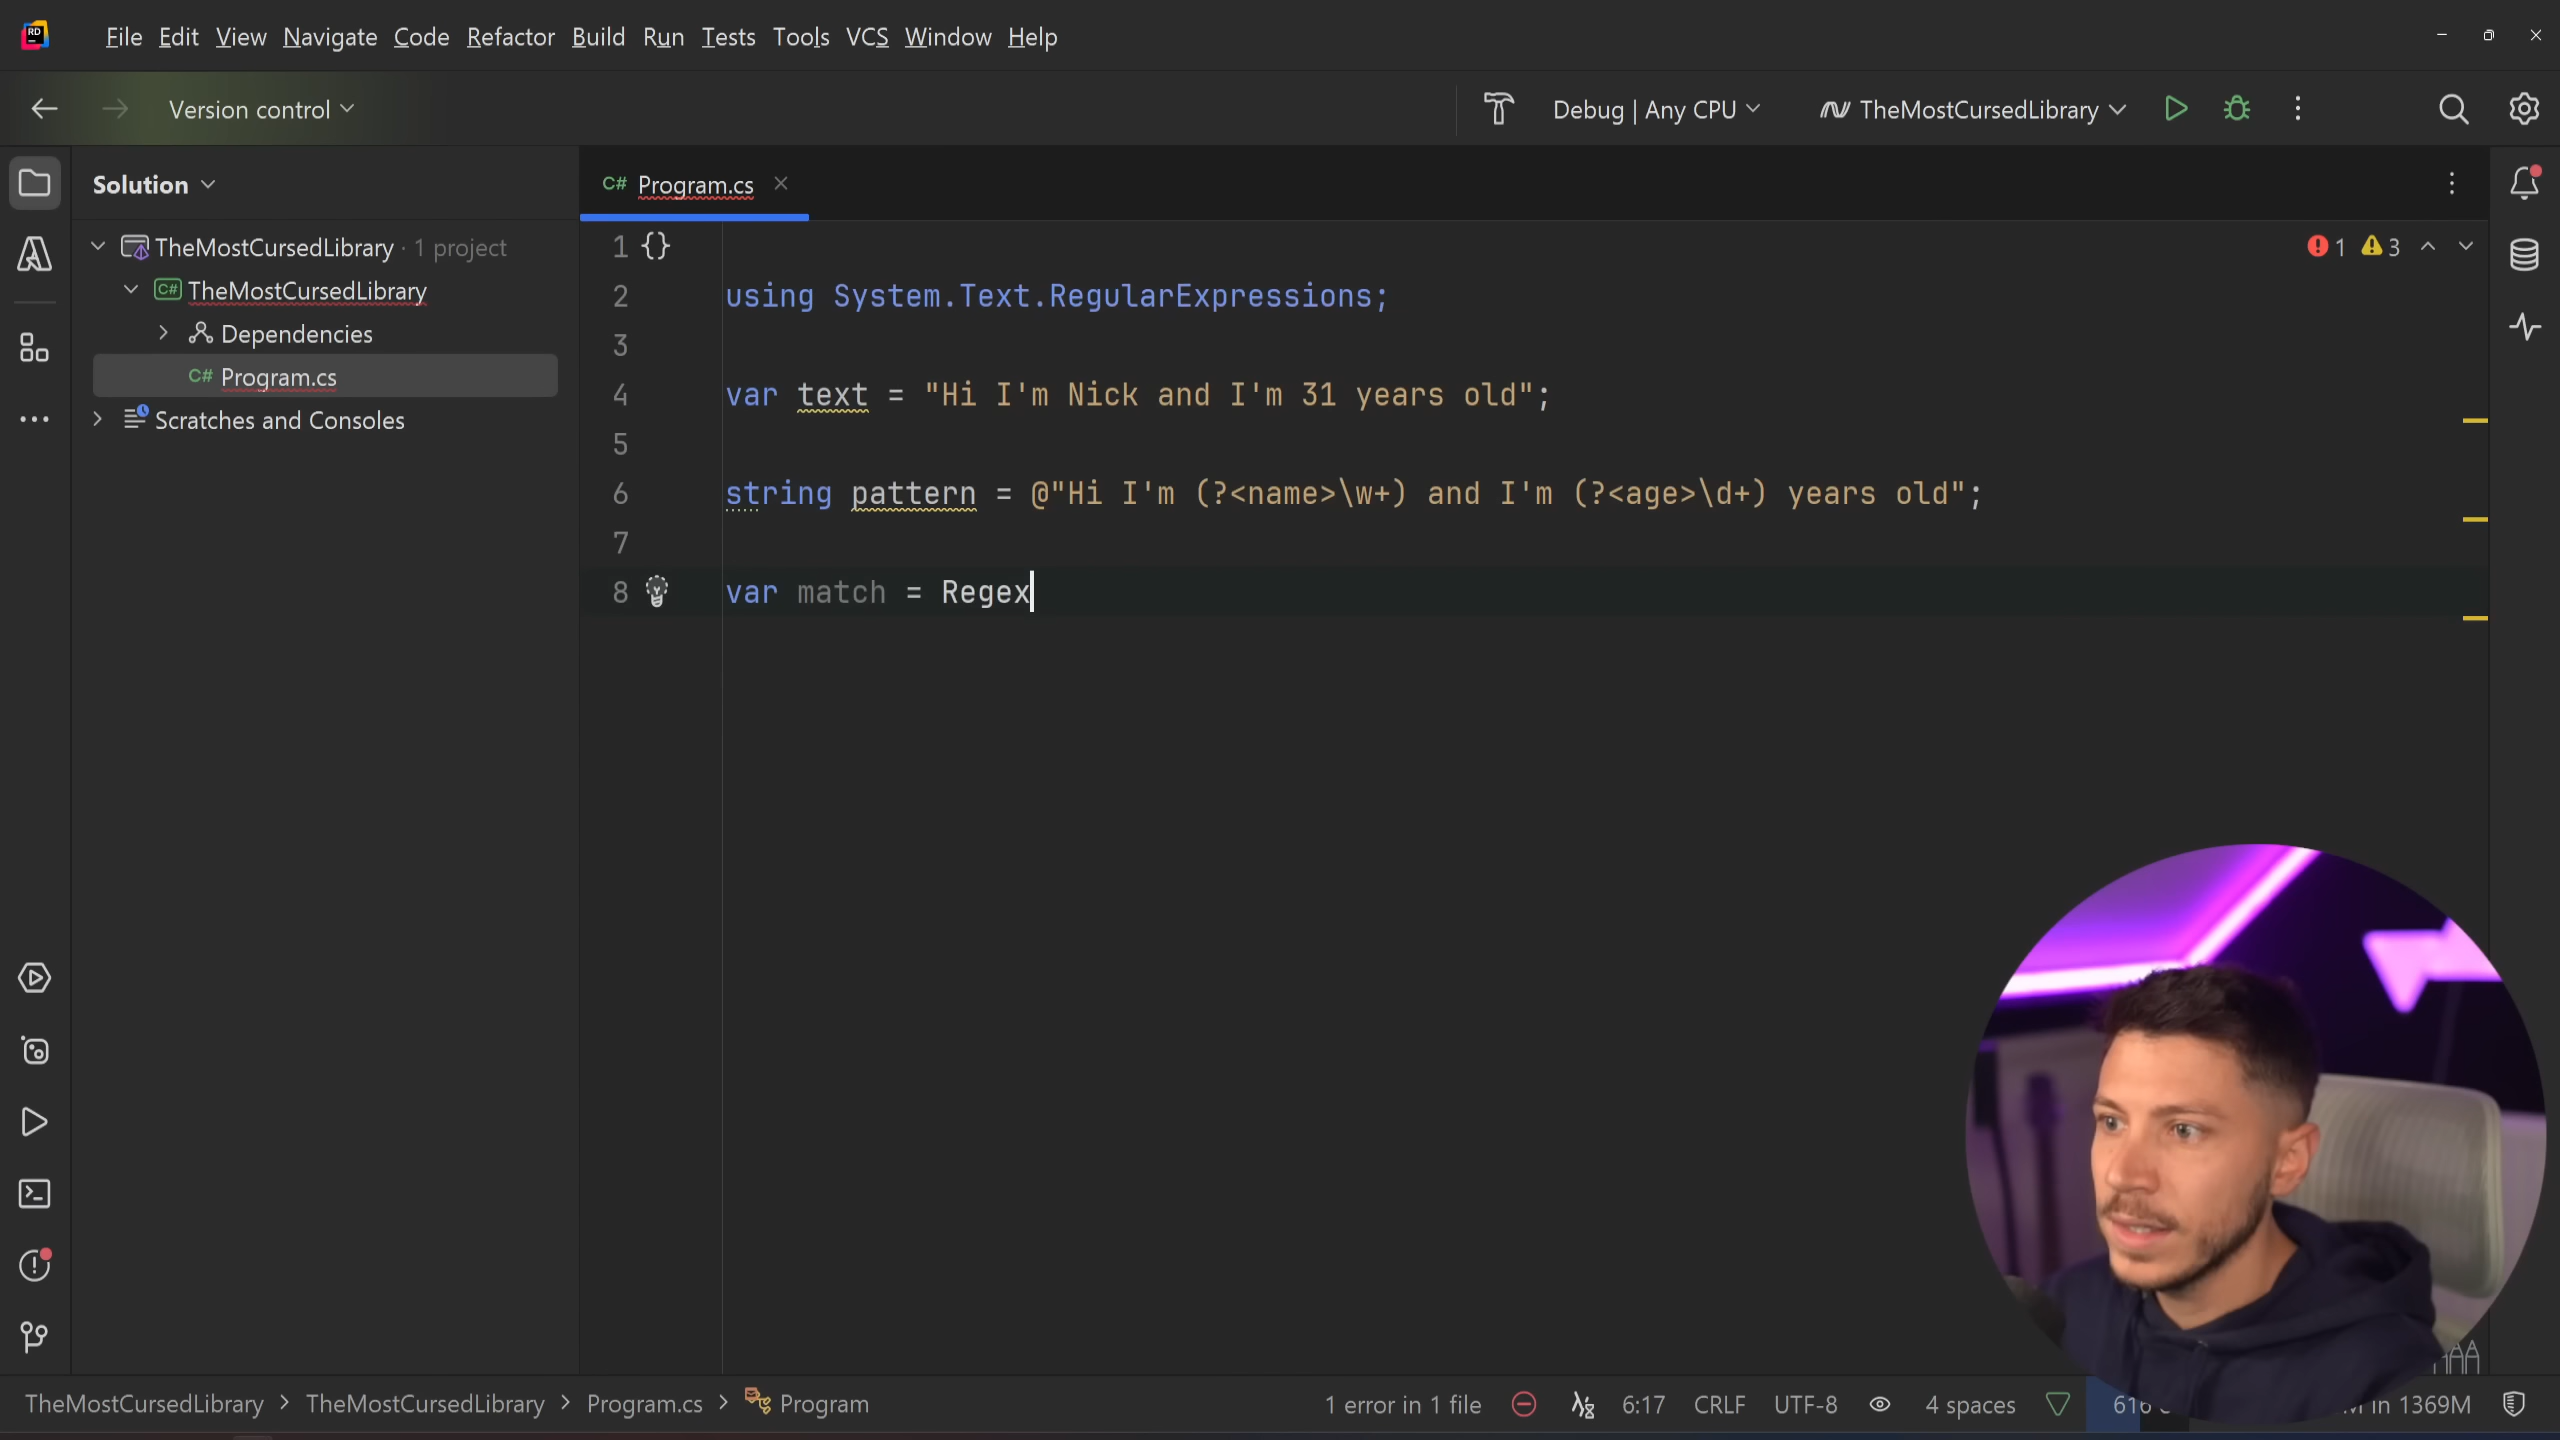 RD
File Edit View Navigate Code Refactor Build Run Tests Tools VCS Window Help
Version control
Debug | Any CPU
TheMostCursedLibrary
Solution
C# Program.cs
TheMostCursedLibrary · 1 project
C# TheMostCursedLibrary
Dependencies
C# Program.cs
Scratches and Consoles
1 {}
1 3
2 using System.Text.RegularExpressions;
3
4 var text = "Hi I'm Nick and I'm 31 years old";
5
6 string pattern = @"Hi I'm (?<name>\w+) and I'm (?<age>\d+) years old";
7
8 var match = Regex
TheMostCursedLibrary > TheMostCursedLibrary > Program.cs > Program
1 error in 1 file
6:17 CRLF UTF-8 4 spaces
616 in 1369M